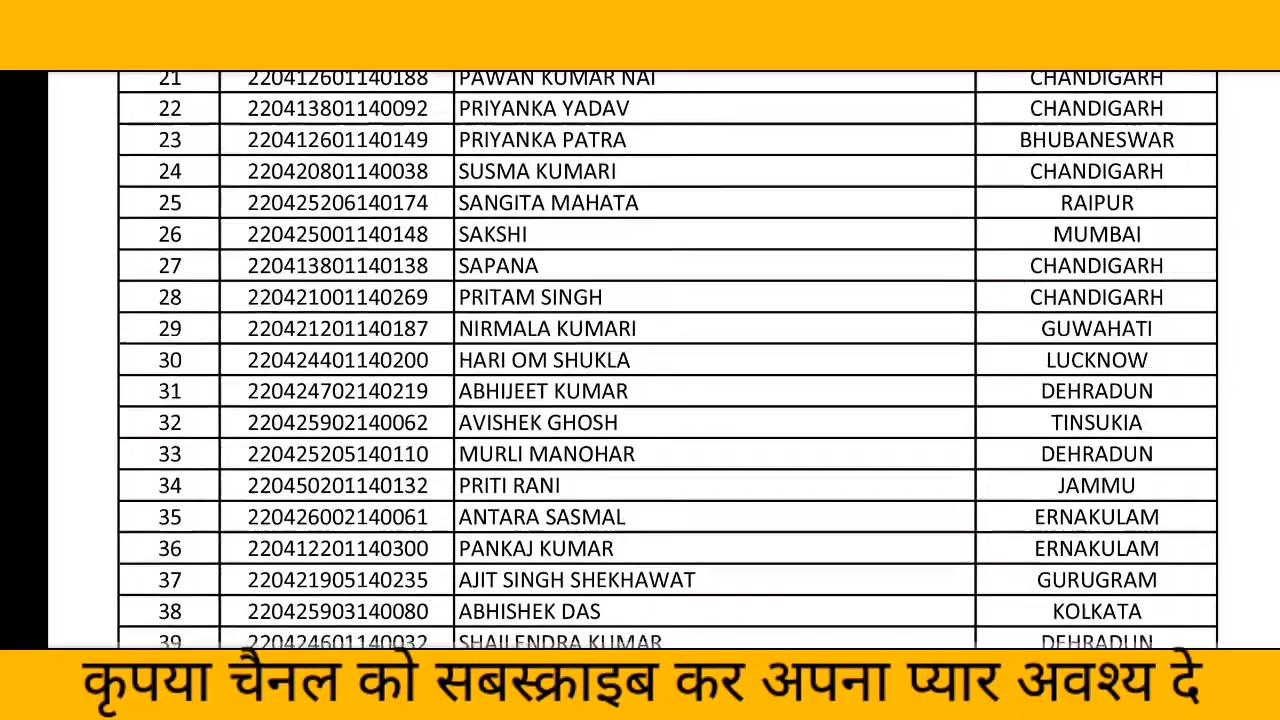 21 220412601140188 PAWAN KUMAR NAI CHANDIGARH
22 220413801140092 PRIYANKA YADAV CHANDIGARH
23 220412601140149 PRIYANKA PATRA BHUBANESWAR
24 220420801140038 SUSMA KUMARI CHANDIGARH
25 220425206140174 SANGITA MAHATA RAIPUR
26 220425001140148 SAKSHI MUMBAI
27 220413801140138 SAPANA CHANDIGARH
28 220421001140269 PRITAM SINGH CHANDIGARH
29 220421201140187 NIRMALA KUMARI GUWAHATI
30 220424401140200 HARI OM SHUKLA LUCKNOW
31 220424702140219 ABHIJEET KUMAR DEHRADUN
32 220425902140062 AVISHEK GHOSH TINSUKIA
33 220425205140110 MURLI MANOHAR DEHRADUN
34 220450201140132 PRITI RANI JAMMU
35 220426002140061 ANTARA SASMAL ERNAKULAM
36 220412201140300 PANKAJ KUMAR ERNAKULAM
37 220421905140235 AJIT SINGH SHEKHAWAT GURUGRAM
38 220425903140080 ABHISHEK DAS KOLKATA
39 220424601140032 SHAILENDRA KUMAR DEHRADUN
कृपया चैनल को सबस्क्राइब कर अपना प्यार अवश्य दे